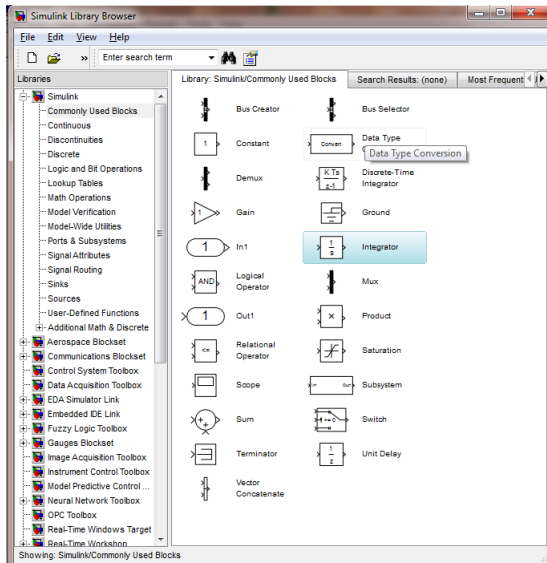 Simulink Library Browser
File Edit View Help
» Enter search term
Libraries
Library: Simulink/Commonly Used Blocks
Search Results: (none)
Most Frequent
Simulink
Commonly Used Blocks
Continuous
Discontinuities
Discrete
Logic and Bit Operations
Lookup Tables
Math Operations
Model Verification
Model-Wide Utilities
Ports & Subsystems
Signal Attributes
Signal Routing
Sinks
Sources
User-Defined Functions
Additional Math & Discrete
Aerospace Blockset
Communications Blockset
Control System Toolbox
Data Acquisition Toolbox
EDA Simulator Link
Embedded IDE Link
Fuzzy Logic Toolbox
Gauges Blockset
Image Acquisition Toolbox
Instrument Control Toolbox
Model Predictive Control ...
Neural Network Toolbox
OPC Toolbox
Real-Time Windows Target
Real-Time Workshop
Bus Creator
Bus Selector
1 Constant
Convert Data Type
Data Type Conversion
Demux
K Ts
z-1
Discrete-Time
Integrator
1 Gain
Ground
1 In1
1
s
Integrator
AND Logical
Operator
Mux
1 Out1
× Product
<= Relational
Operator
Saturation
Scope
In Out Subsystem
+
+
Sum
Switch
Terminator
1
z
Unit Delay
Vector
Concatenate
Showing: Simulink/Commonly Used Blocks